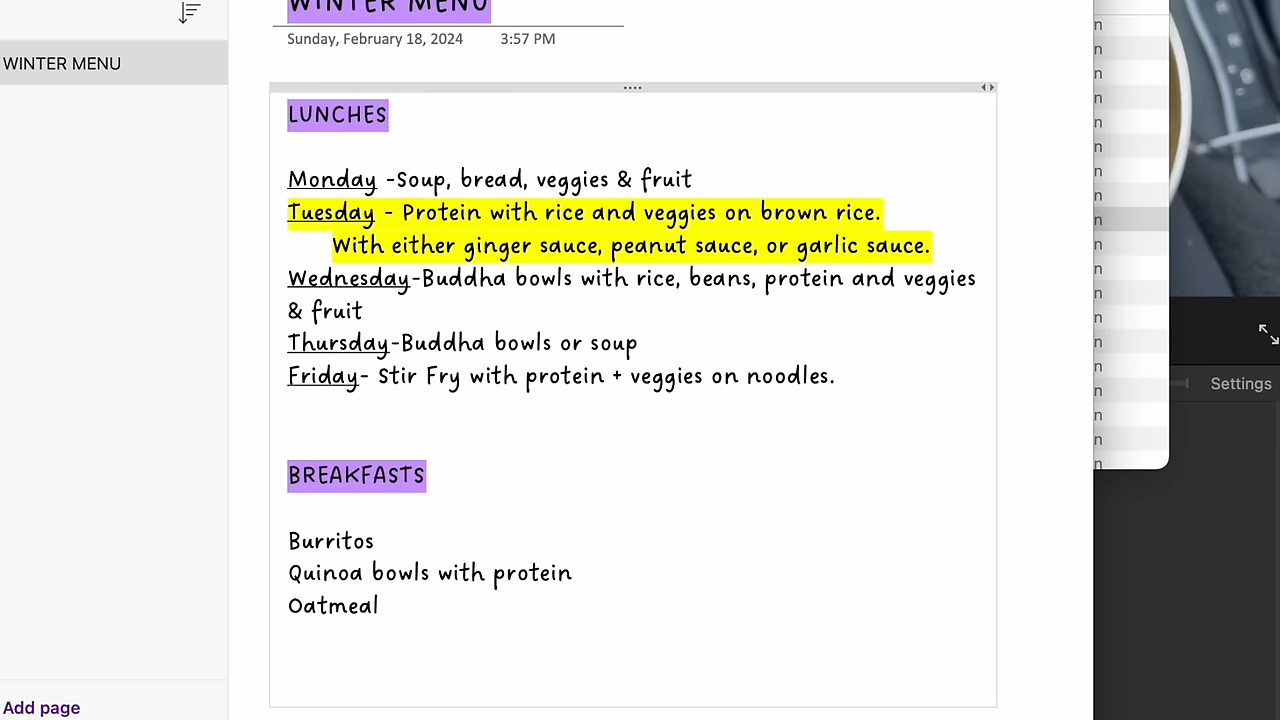 WINTER MENU
Sunday, February 18, 2024 3:57 PM
WINTER MENU
LUNCHES
Monday -Soup, bread, veggies & fruit
Tuesday - Protein with rice and veggies on brown rice.
With either ginger sauce, peanut sauce, or garlic sauce.
Wednesday-Buddha bowls with rice, beans, protein and veggies
& fruit
Thursday-Buddha bowls or soup
Friday- Stir Fry with protein + veggies on noodles.
Settings
BREAKFASTS
Burritos
Quinoa bowls with protein
Oatmeal
Add page